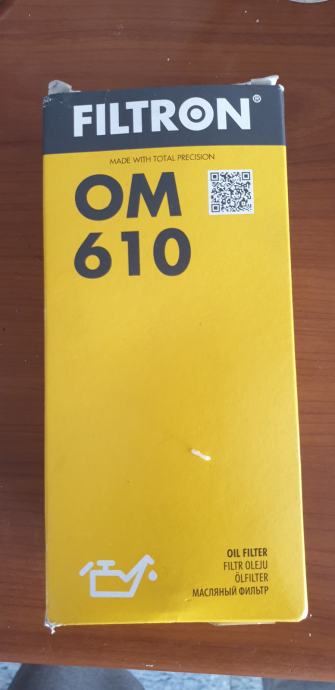 FILTRON®
MADE WITH TOTAL PRECISION
OM
610
OIL FILTER
FILTR OLEJU
ÖLFILTER
МАСЛЯНЫЙ ФИЛЬТР